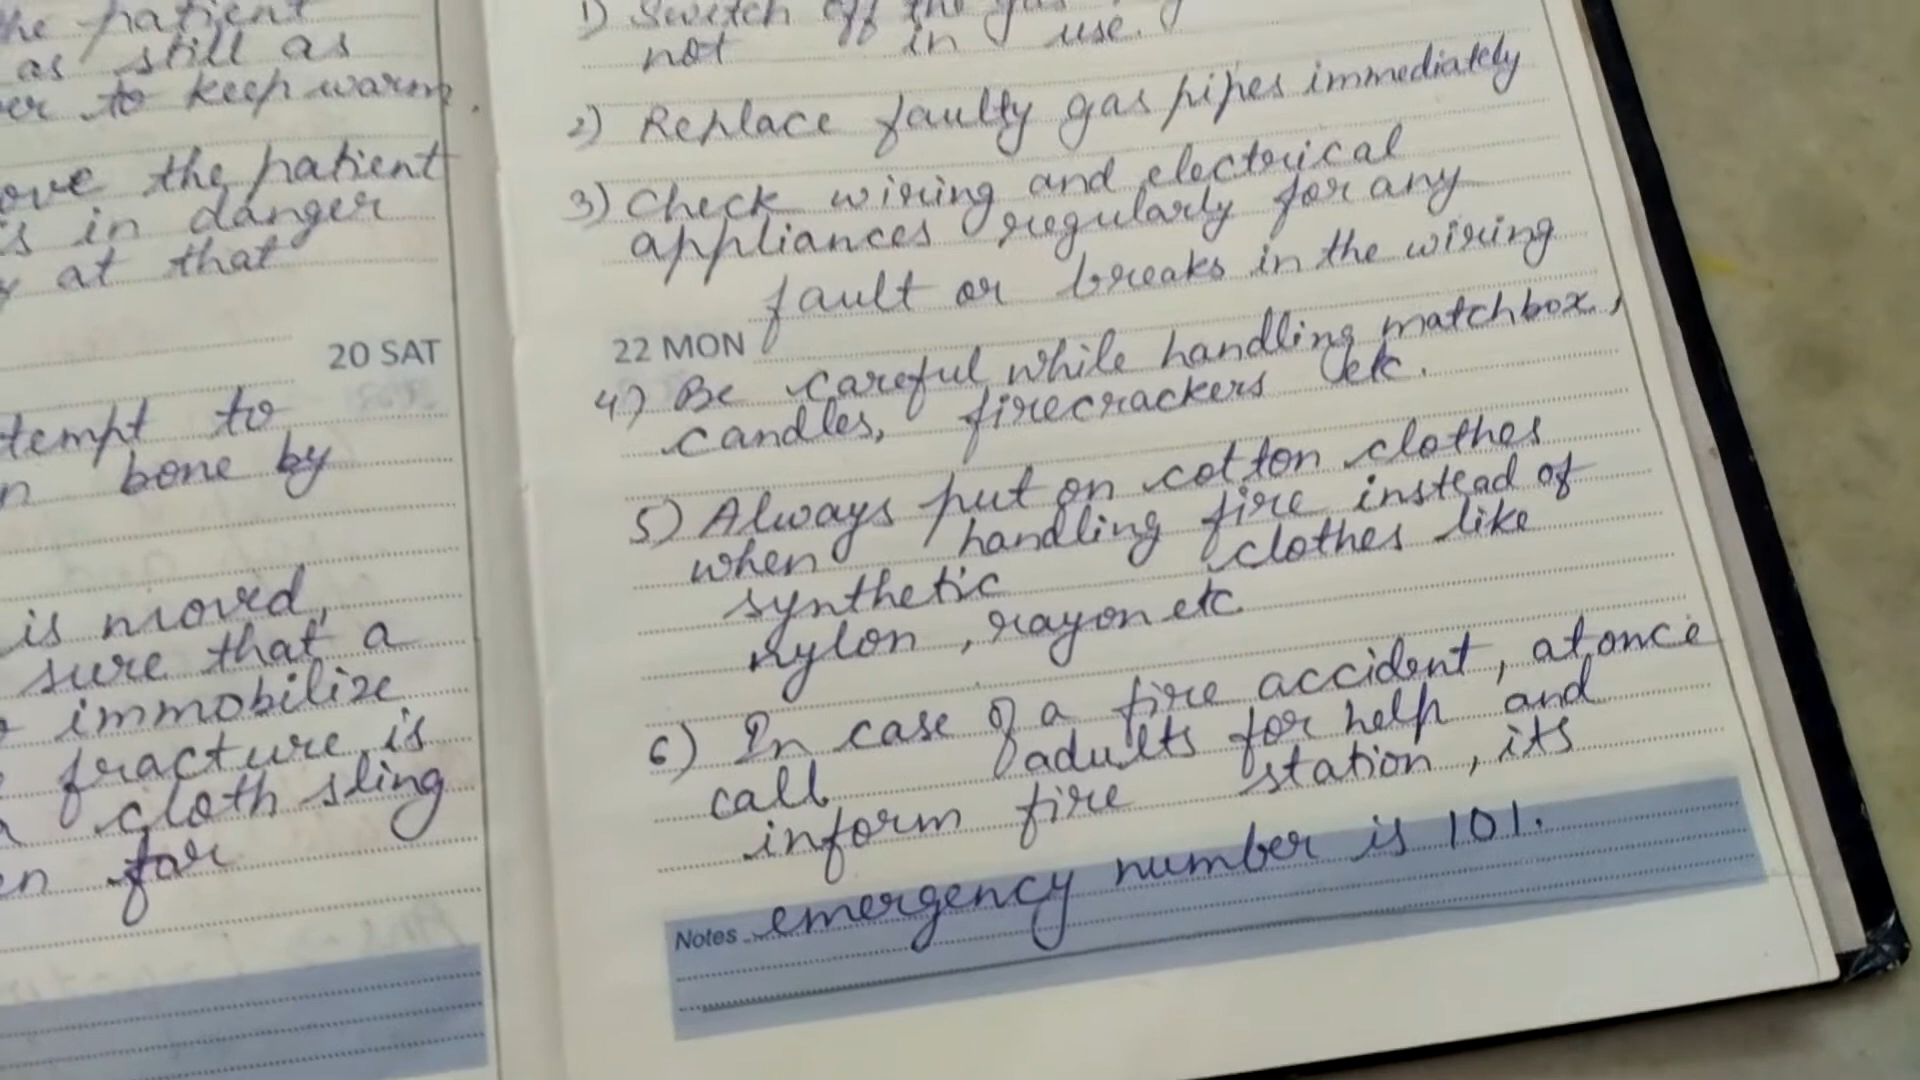 the patient
as still as
to keep warm.
the patient
is in danger
at that
20 SAT
to
bone by
is moved,
sure that a
immobilize
fracture is
cloth sling
for
1) Switch off the gas
not in use.
2) Replace faulty gas pipes immediately
3) Check wiring and electrical
appliances regularly for any
fault or breaks in the wiring
22 MON
4) Be careful while handling matchbox,
candles, firecrackers etc.
5) Always put on cotton clothes
when handling fire instead of
synthetic clothes like
nylon, rayon etc
6) In case of a fire accident, at once
call adults for help and
inform fire station, its
Notes emergency number is 101.